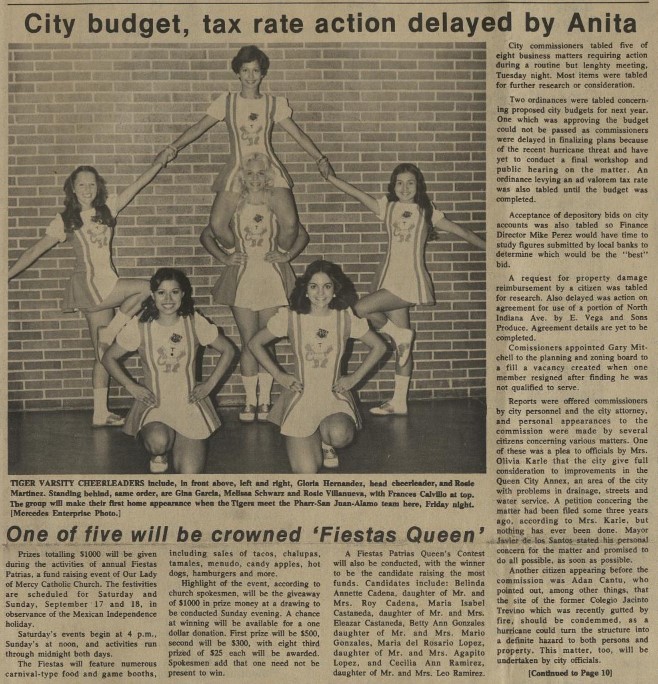 City budget, tax rate action delayed by Anita
City commissioners tabled five of
eight business matters requiring action
during a routine but lenghty meeting,
Tuesday night. Most items were tabled
for further research or consideration.
Two ordinances were tabled concern-
ing proposed city budgets for next year.
One which was approving the budget
could not be passed as commissioners
were delayed in finalizing plans because
of the recent hurricane threat and have
yet to conduct a final workshop and
public hearing on the matter. An
ordinance levying an ad valorem tax rate
was also tabled until the budget was
completed.
Acceptance of depository bids on city
accounts was also tabled so Finance
Director Mike Perez would have time to
study figures submitted by local banks to
determine which would be the "best"
bid.
A request for property damage
reimbursement by a citizen was tabled
for research. Also delayed was action on
agreement for use of a portion of North
Indiana Ave. by E. Vega and Sons
Produce. Agreement details are yet to be
completed.
Comissioners appointed Gary Mit-
chell to the planning and zoning board to
a fill a vacancy created when one
member resigned after finding he was
not qualified to serve.
Reports were offered commissioners
by city personnel and the city attorney,
and personal appearances to the
commission were made by several
citizens concerning various matters. One
of these was a plea to officials by Mrs.
Olivia Karle that the city give full
consideration to improvements in the
Queen City Annex, an area of the city
with problems in drainage, streets and
water service. A petition concering the
matter had been filed some three years
ago, according to Mrs. Karle, but
nothing has ever been done. Mayor
Javier de los Santos stated his personal
concern for the matter and promised to
do all possible, as soon as possible.
Another citizen appearing before the
commission was Adan Cantu, who
pointed out, among other things, that
the site of the former Colegio Jacinto
Trevino which was recently gutted by
fire, should be condemned, as a
hurricane could turn the structure into
a definite hazard to both persons and
property. This matter, too, will be
undertaken by city officials.
[Continued to Page 10]
TIGER VARSITY CHEERLEADERS include, in front above, left and right, Gloria Hernandez, head cheerleader, and Rosie
Martinez. Standing behind, same order, are Gina Garcia, Melissa Schwarz and Rosie Villanueva, with Frances Calvillo at top.
The group will make their first home appearance when the Tigers meet the Pharr-San Juan-Alamo team here, Friday night.
[Mercedes Enterprise Photo.]
One of five will be crowned 'Fiestas Queen'
Prizes totalling $1000 will be given
during the activities of annual Fiestas
Patrias, a fund raising event of Our Lady
of Mercy Catholic Church. The festivities
are scheduled for Saturday and
Sunday, September 17 and 18, in
observance of the Mexican Independence
holiday.
Saturday's events begin at 4 p.m.,
Sunday's at noon, and activities run
through midnight both days.
The Fiestas will feature numerous
carnival-type food and game booths,
including sales of tacos, chalupas,
tamales, menudo, candy apples, hot
dogs, hamburgers and more.
Highlight of the event, according to
church spokesmen, will be the giveaway
of $1000 in prize money at a drawing to
be conducted Sunday evening. A chance
at winning will be available for a one
dollar donation. First prize will be $500,
second will be $300, with eight third
prized of $25 each will be awarded.
Spokesmen add that one need not be
present to win.
A Fiestas Patrias Queen's Contest
will also be conducted, with the winner
to be the candidate raising the most
funds. Candidates include: Belinda
Annette Cadena, daughter of Mr. and
Mrs. Roy Cadena, Maria Isabel
Castaneda, daughter of Mr. and Mrs.
Eleazar Castaneda, Betty Ann Gonzales
daughter of Mr. and Mrs. Mario
Gonzales, Maria del Rosario Lopez,
daughter of Mr. and Mrs. Agapito
Lopez, and Cecilia Ann Ramirez,
daughter of Mr. and Mrs. Leo Ramirez.